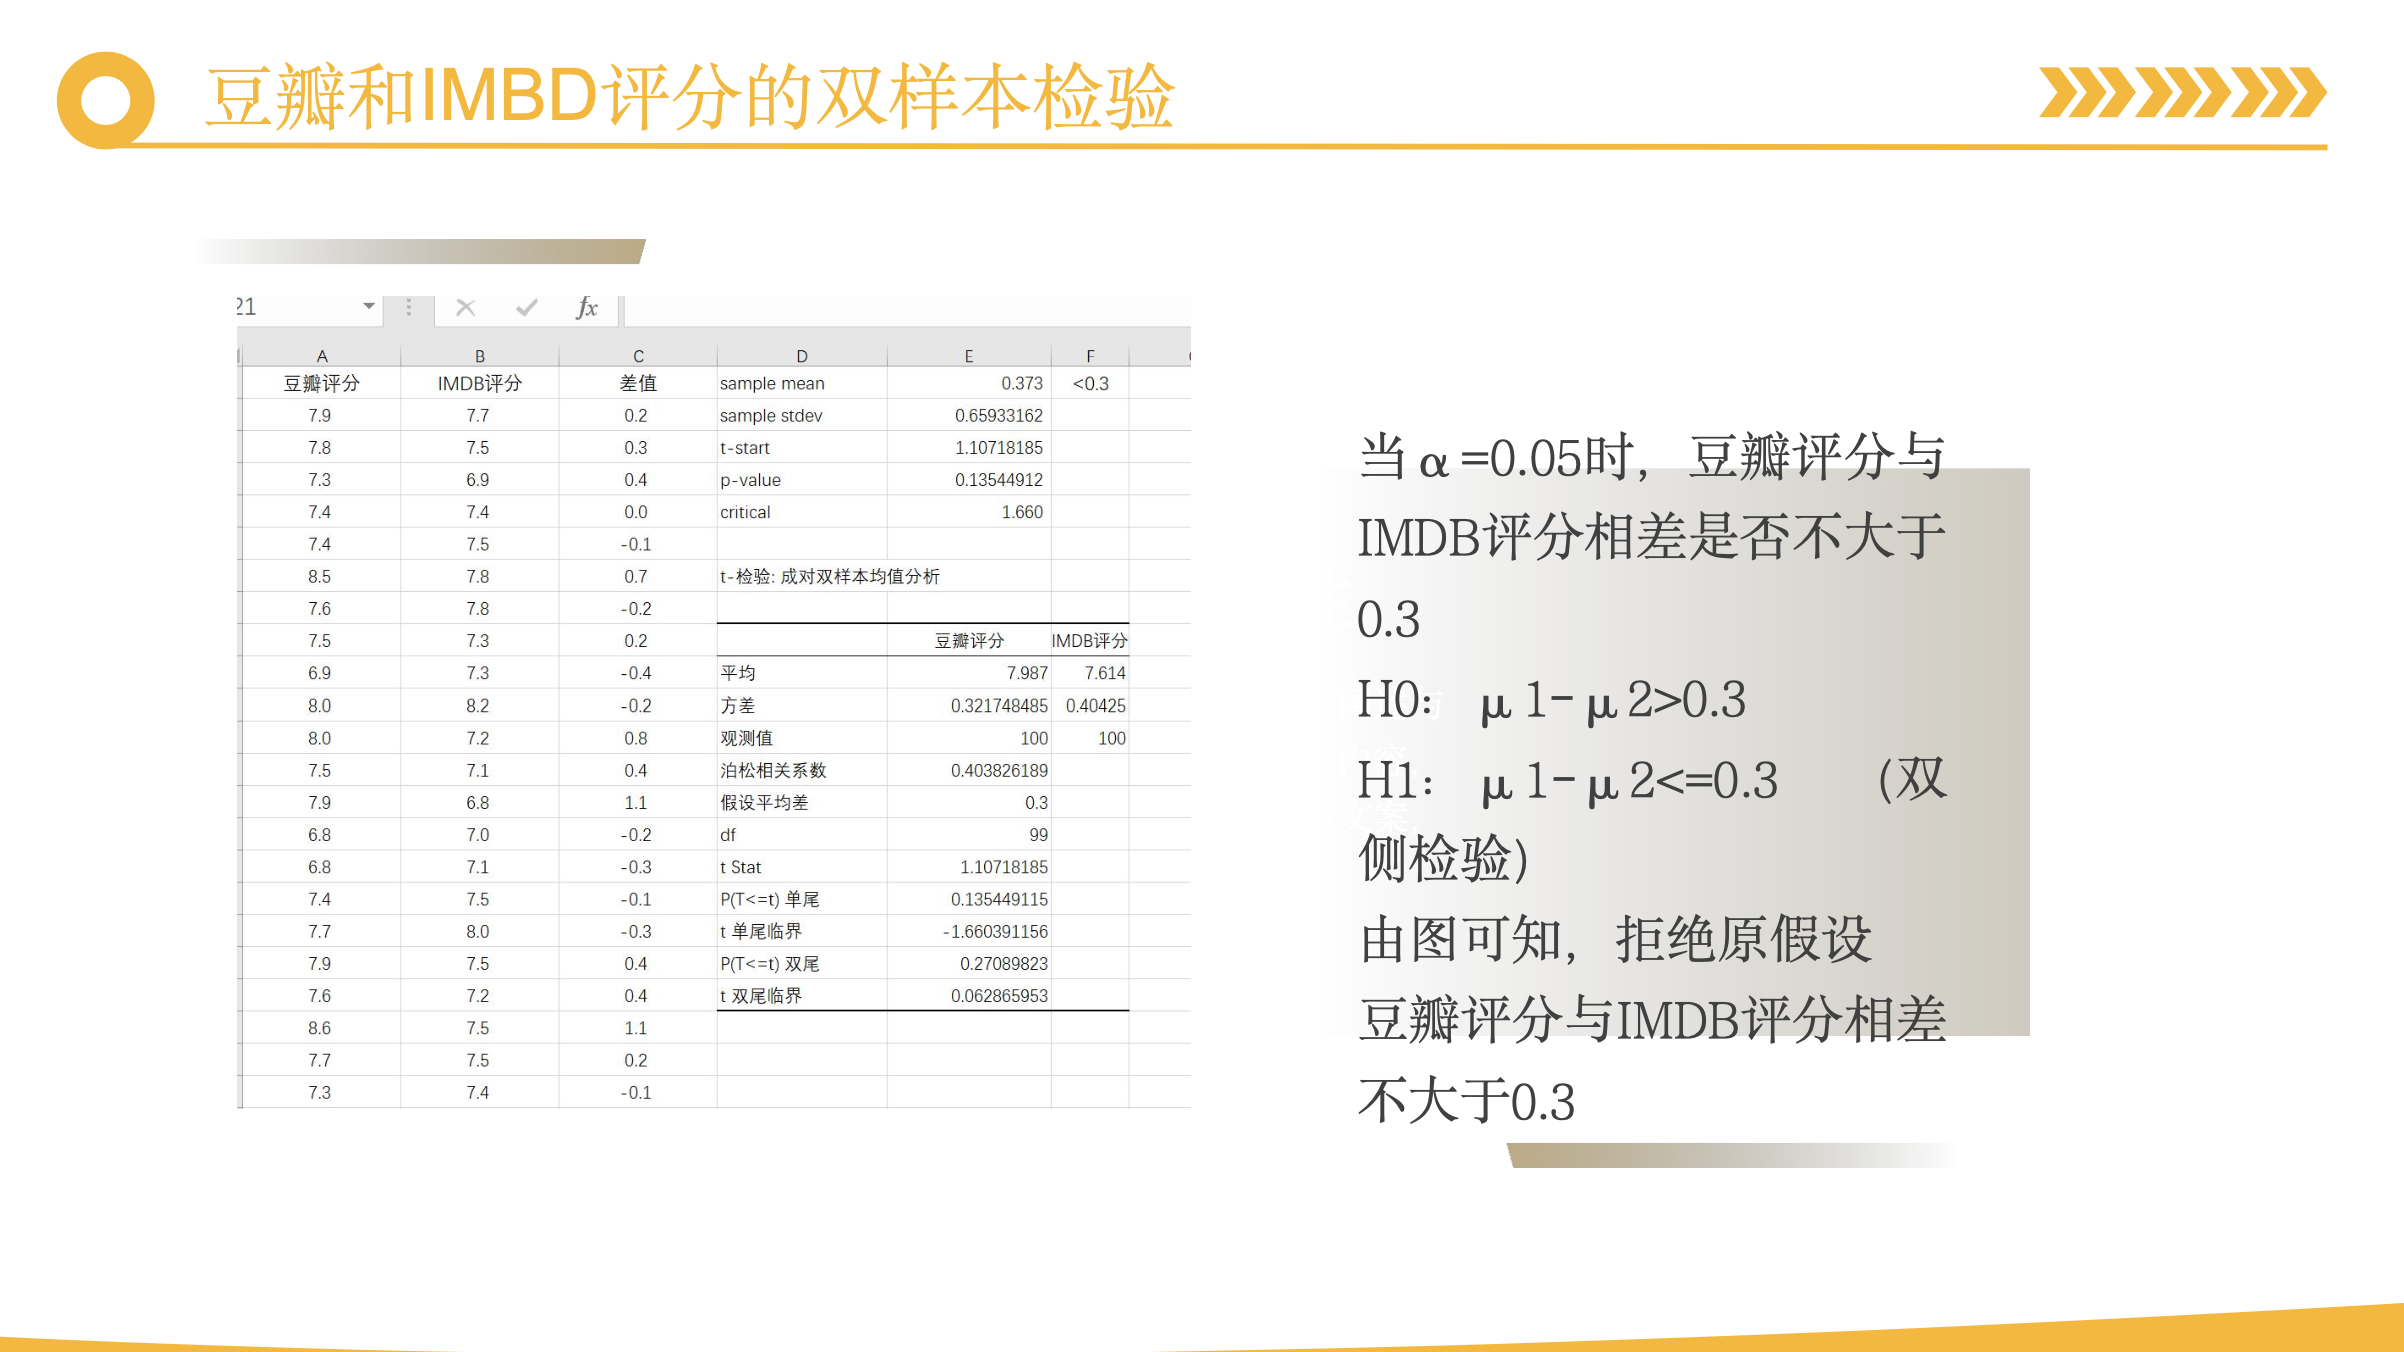 豆瓣和IMBD评分的双样本检验
21 fx
A B C D E F
豆瓣评分 IMDB评分 差值 sample mean 0.373 <0.3
7.9 7.7 0.2 sample stdev 0.65933162
7.8 7.5 0.3 t-start 1.10718185
7.3 6.9 0.4 p-value 0.13544912
7.4 7.4 0.0 critical 1.660
7.4 7.5 -0.1
8.5 7.8 0.7 t-检验: 成对双样本均值分析
7.6 7.8 -0.2
7.5 7.3 0.2 豆瓣评分 IMDB评分
6.9 7.3 -0.4 平均 7.987 7.614
8.0 8.2 -0.2 方差 0.321748485 0.40425
8.0 7.2 0.8 观测值 100 100
7.5 7.1 0.4 泊松相关系数 0.403826189
7.9 6.8 1.1 假设平均差 0.3
6.8 7.0 -0.2 df 99
6.8 7.1 -0.3 t Stat 1.10718185
7.4 7.5 -0.1 P(T<=t) 单尾 0.135449115
7.7 8.0 -0.3 t 单尾临界 -1.660391156
7.9 7.5 0.4 P(T<=t) 双尾 0.27089823
7.6 7.2 0.4 t 双尾临界 0.062865953
8.6 7.5 1.1
7.7 7.5 0.2
7.3 7.4 -0.1
当α=0.05时，豆瓣评分与
IMDB评分相差是否不大于
0.3
H0： μ1-μ2>0.3
H1： μ1-μ2<=0.3 （双
侧检验）
由图可知，拒绝原假设
豆瓣评分与IMDB评分相差
不大于0.3